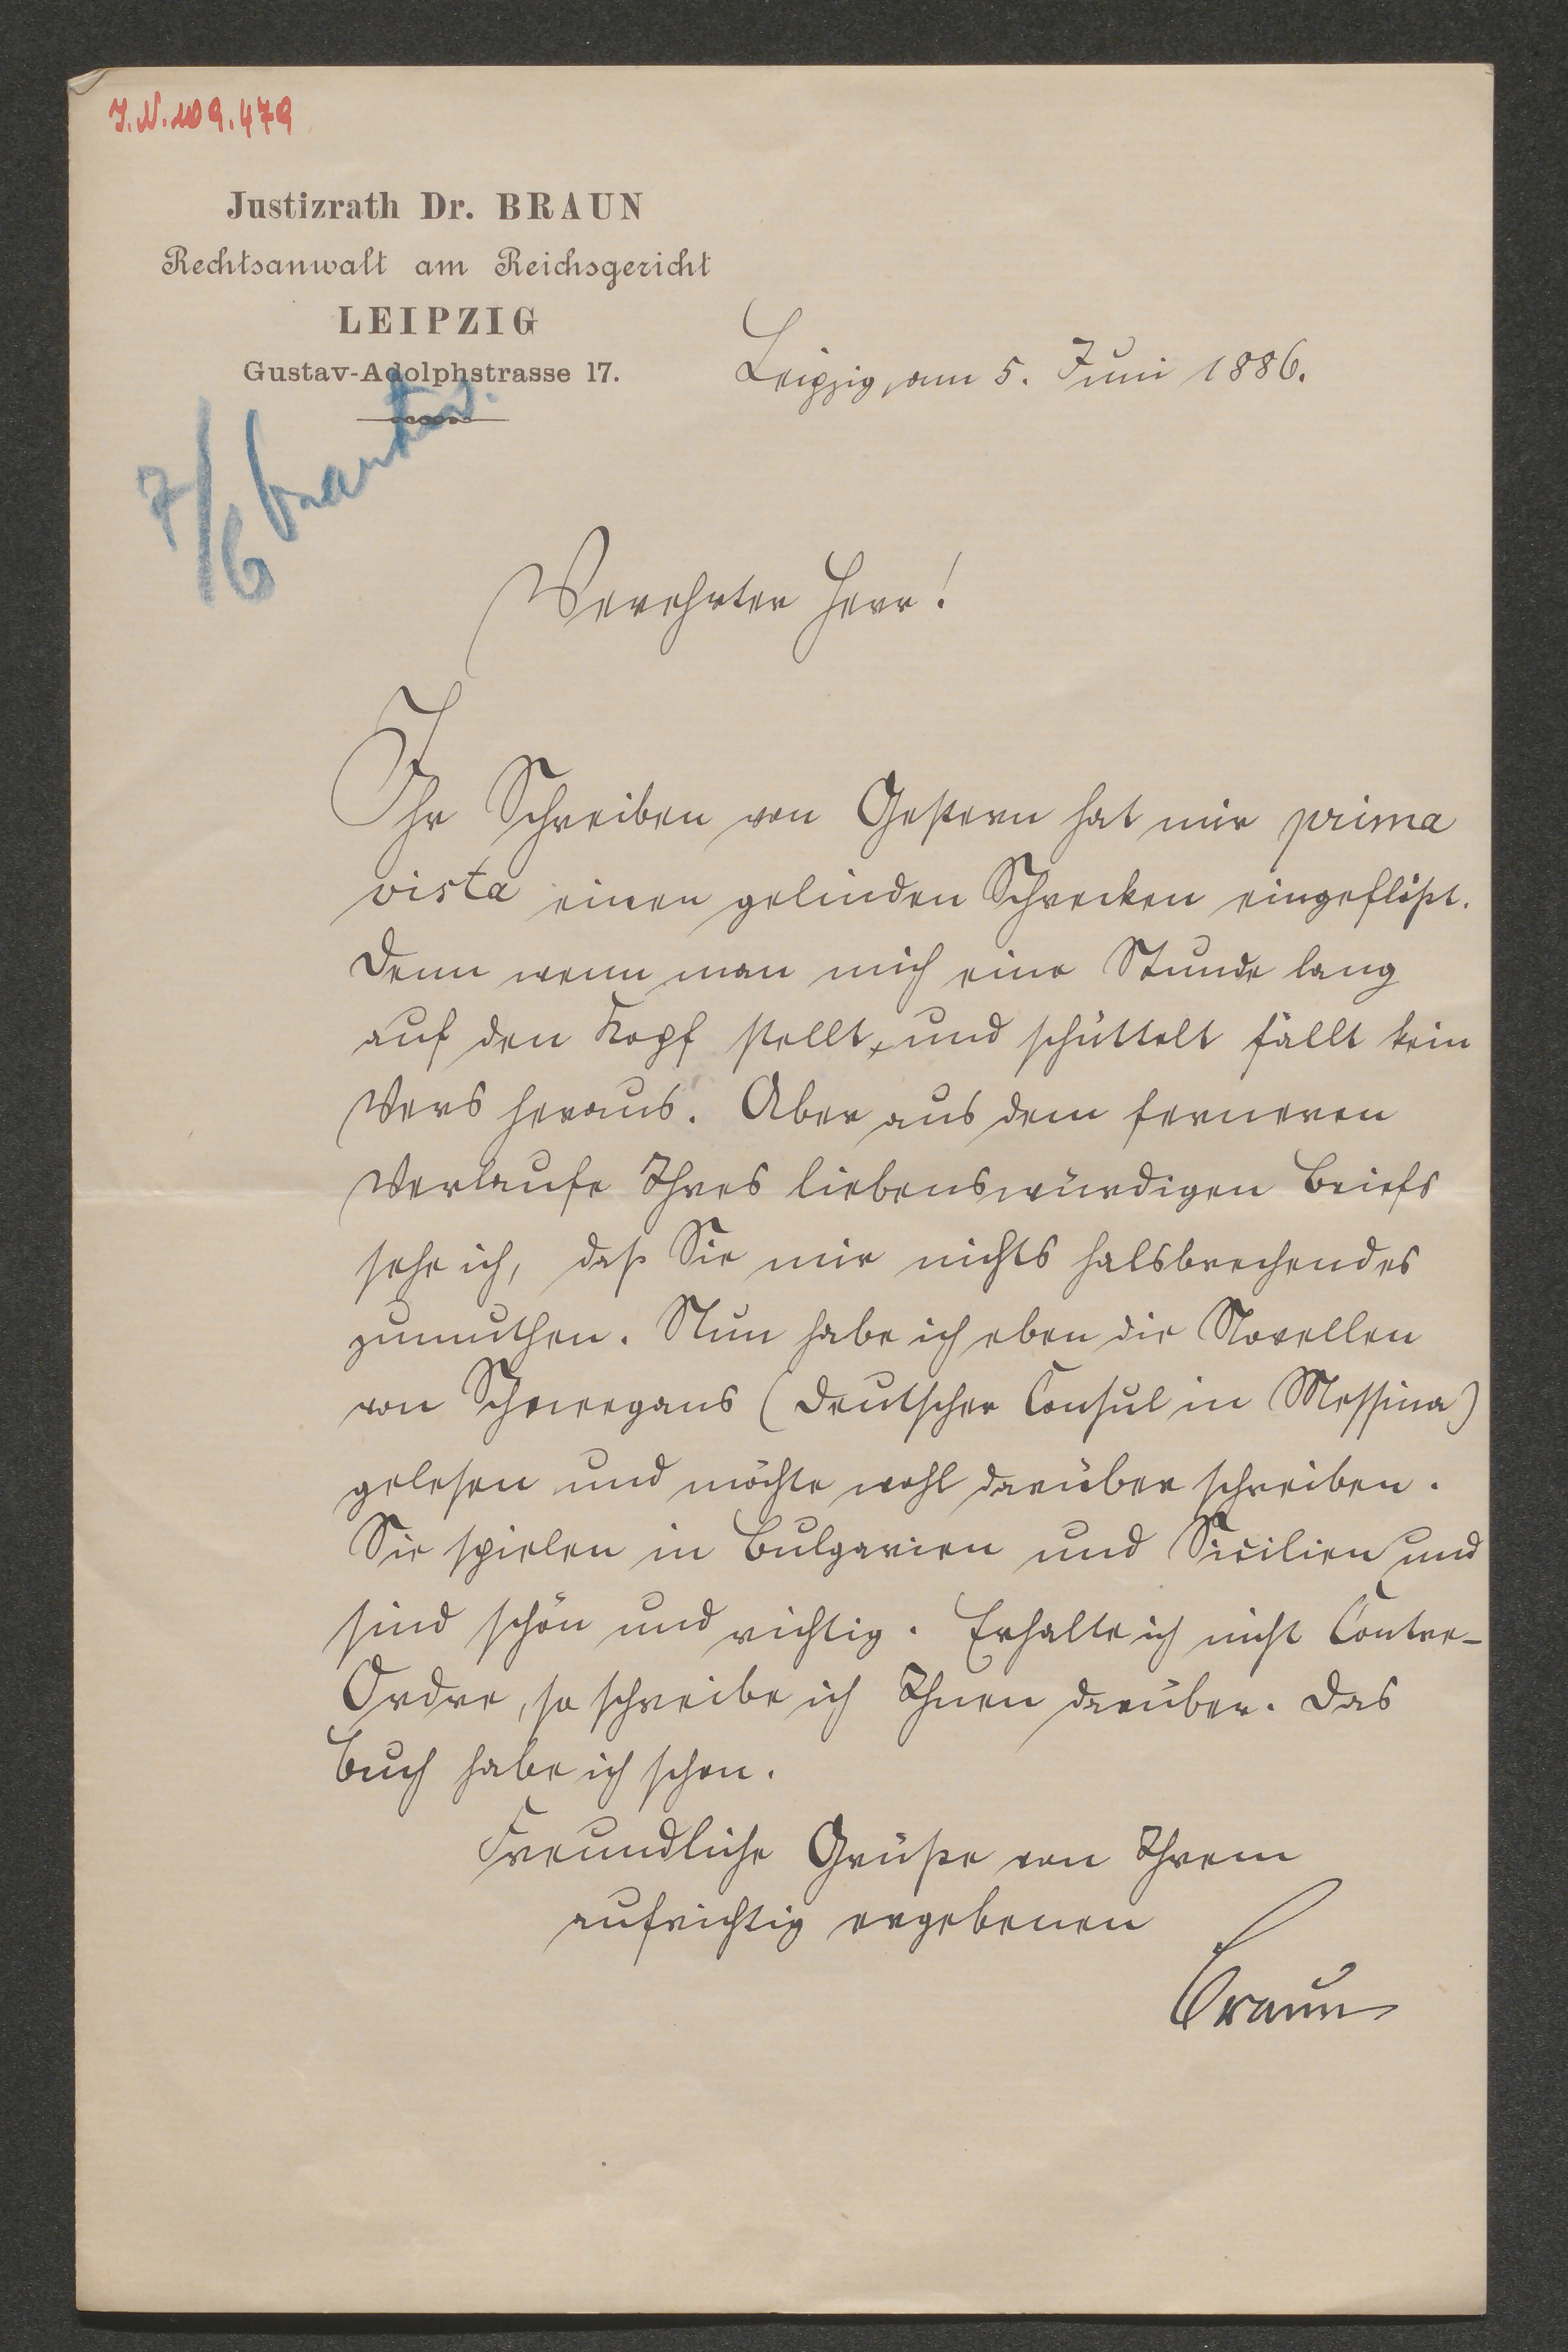 J.N. 109.479
Justizrath Dr. BRAUN
Rechtsanwalt am Reichsgericht
LEIPZIG
Gustav-Adolphstrasse 17.
Leipzig, am 5. Juni 1886.
7/6 beantw.
Verehrter Herr!
Ihr Schreiben von Gestern hat mir prima
vista einen gelinden Schrecken eingeflößt.
Denn wenn man mich eine Stunde lang
auf den Kopf stellt, und schüttelt fällt kein
Vers heraus. Aber aus dem ferneren
Verlaufe Ihres liebenswürdigen Briefs
sehe ich, daß Sie mir nichts halsbrechendes
zumuthen. Nun habe ich eben die Novellen
von Schneegans (Deutscher Consul in Messina)
gelesen und möchte wohl darüber schreiben.
Sie spielen in Bulgarien und Sicilien und
sind schön und richtig. Erhalte ich nicht Contre-
Ordre, so schreibe ich Ihnen darüber. Das
Buch habe ich schon.
Freundliche Grüße von Ihrem
aufrichtig ergebenen
Braun